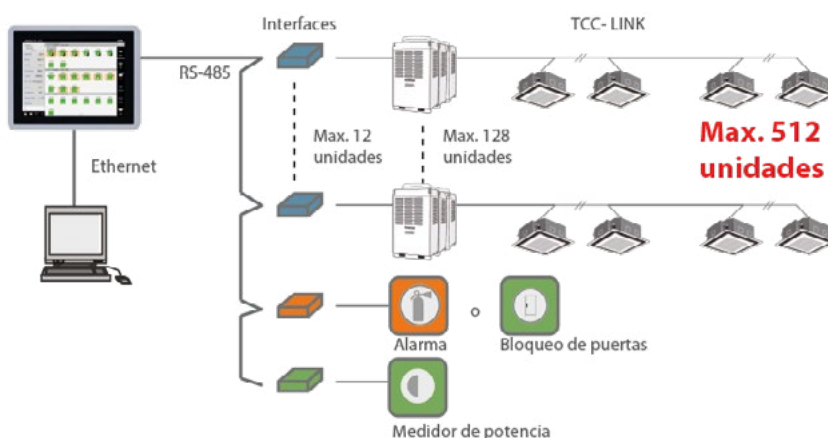 Interfaces
TCC- LINK
RS-485
Max. 12
unidades
Max. 128
unidades
Max. 512
unidades
Ethernet
Alarma
o
Bloqueo de puertas
Medidor de potencia